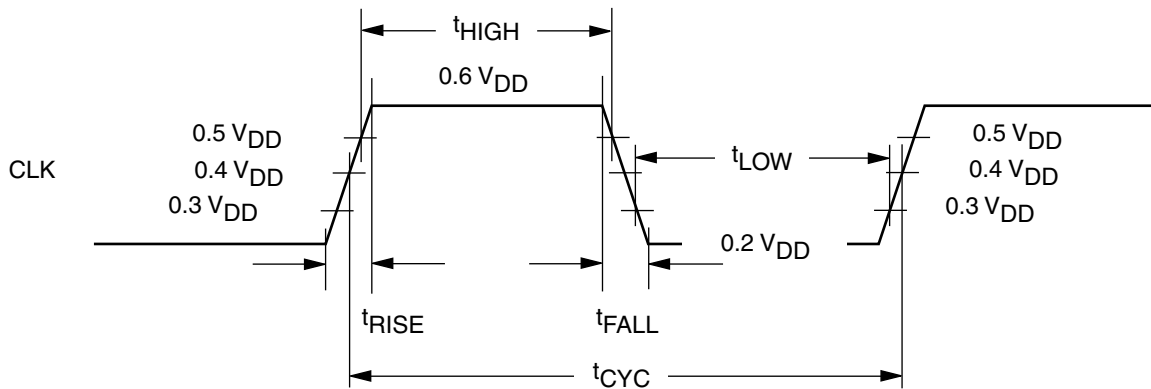 tHIGH
0.6 VDD
0.5 VDD
0.5 VDD
tLOW
CLK
0.4 VDD
0.4 VDD
0.3 VDD
0.3 VDD
0.2 VDD
tRISE
tFALL
tCYC